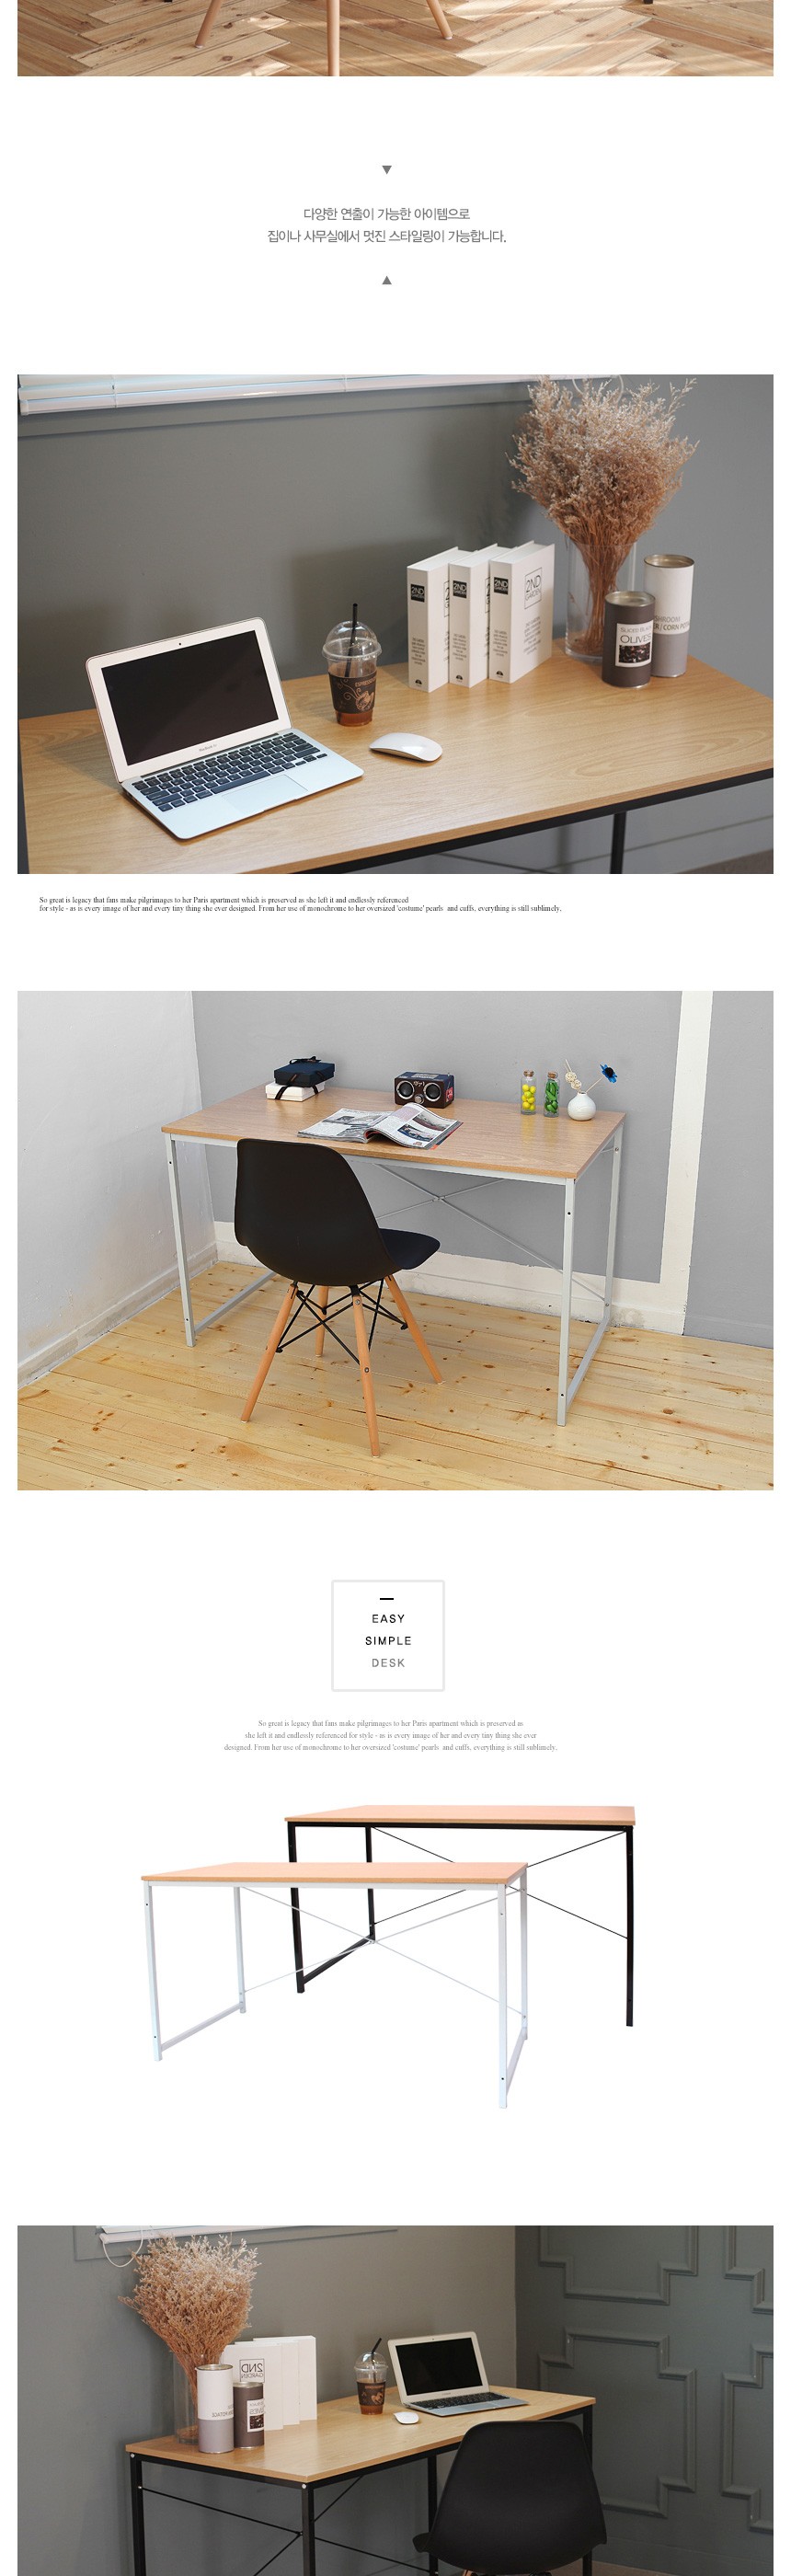 ▼
다양한 연출이 가능한 아이템으로
집이나 사무실에서 멋진 스타일링이 가능합니다.
▲
2ND
2ND
2ND
GARDEN
OLIVES
So great is legacy that fans make pilgrimages to her Paris apartment which is preserved as she left it and endlessly referenced
for style - as is every image of her and every tiny thing she ever designed. From her use of monochrome to her oversized 'costume' pearls and cuffs, everything is still sublimely.
EASY
SIMPLE
DESK
So great is legacy that fans make pilgrimages to her Paris apartment which is preserved as
she left it and endlessly referenced for style - as is every image of her and every tiny thing she ever
designed. From her use of monochrome to her oversized 'costume' pearls and cuffs, everything is still sublimely.
2ND
GARDEN